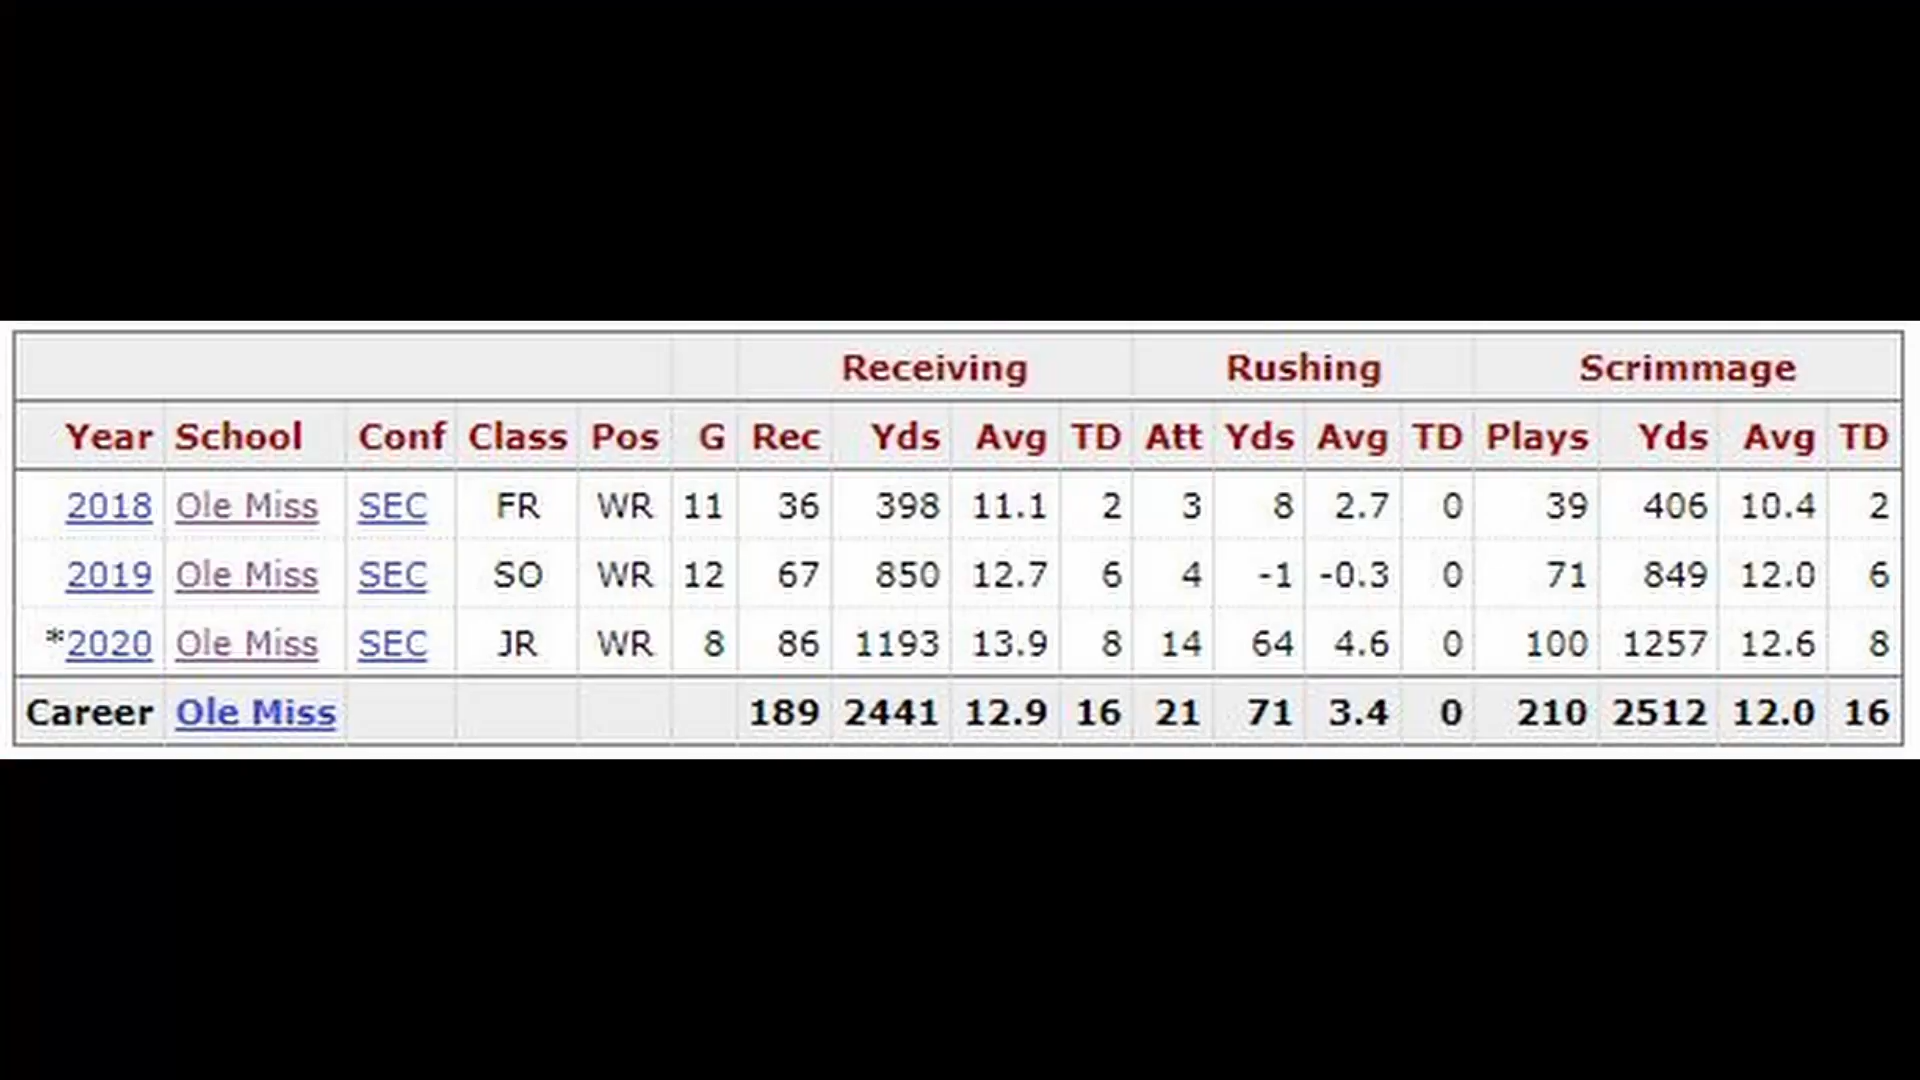 Receiving Rushing Scrimmage
Year School Conf Class Pos G Rec Yds Avg TD Att Yds Avg TD Plays Yds Avg TD
2018 Ole Miss SEC FR WR 11 36 398 11.1 2 3 8 2.7 0 39 406 10.4 2
2019 Ole Miss SEC SO WR 12 67 850 12.7 6 4 -1 -0.3 0 71 849 12.0 6
*2020 Ole Miss SEC JR WR 8 86 1193 13.9 8 14 64 4.6 0 100 1257 12.6 8
Career Ole Miss 189 2441 12.9 16 21 71 3.4 0 210 2512 12.0 16